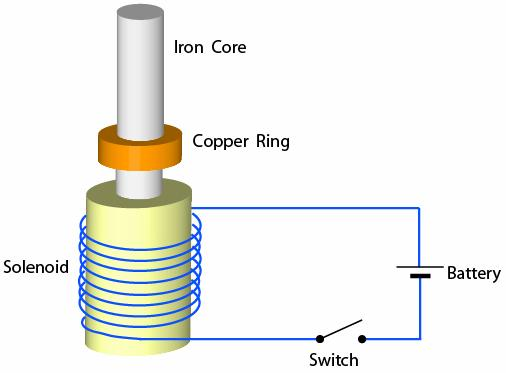 Iron Core
Copper Ring
Solenoid
Battery
Switch